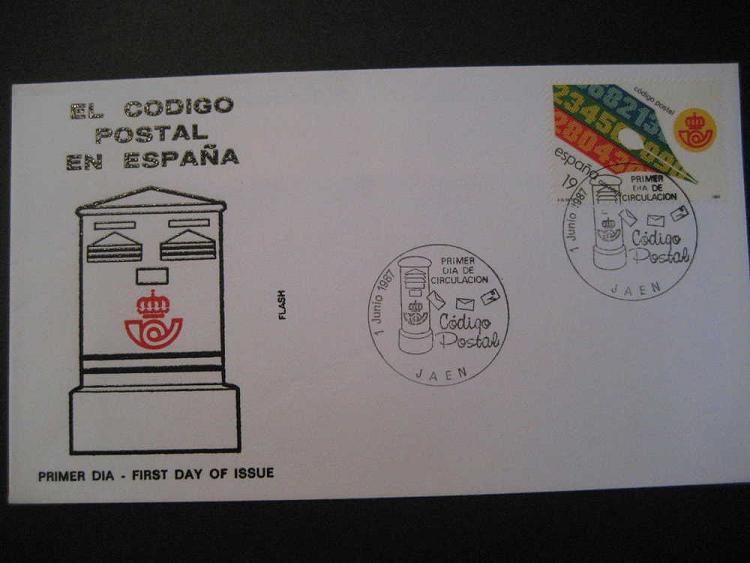 EL CODIGO
POSTAL
EN ESPAÑA
PRIMER DIA - FIRST DAY OF ISSUE
FLASH
1 Junio 1987
PRIMER
DIA DE
CIRCULACION
Código
Postal
JAEN
código postal
españa
19
1 Junio 1987
PRIMER
DIA DE
CIRCULACION
Código
Postal
JAEN